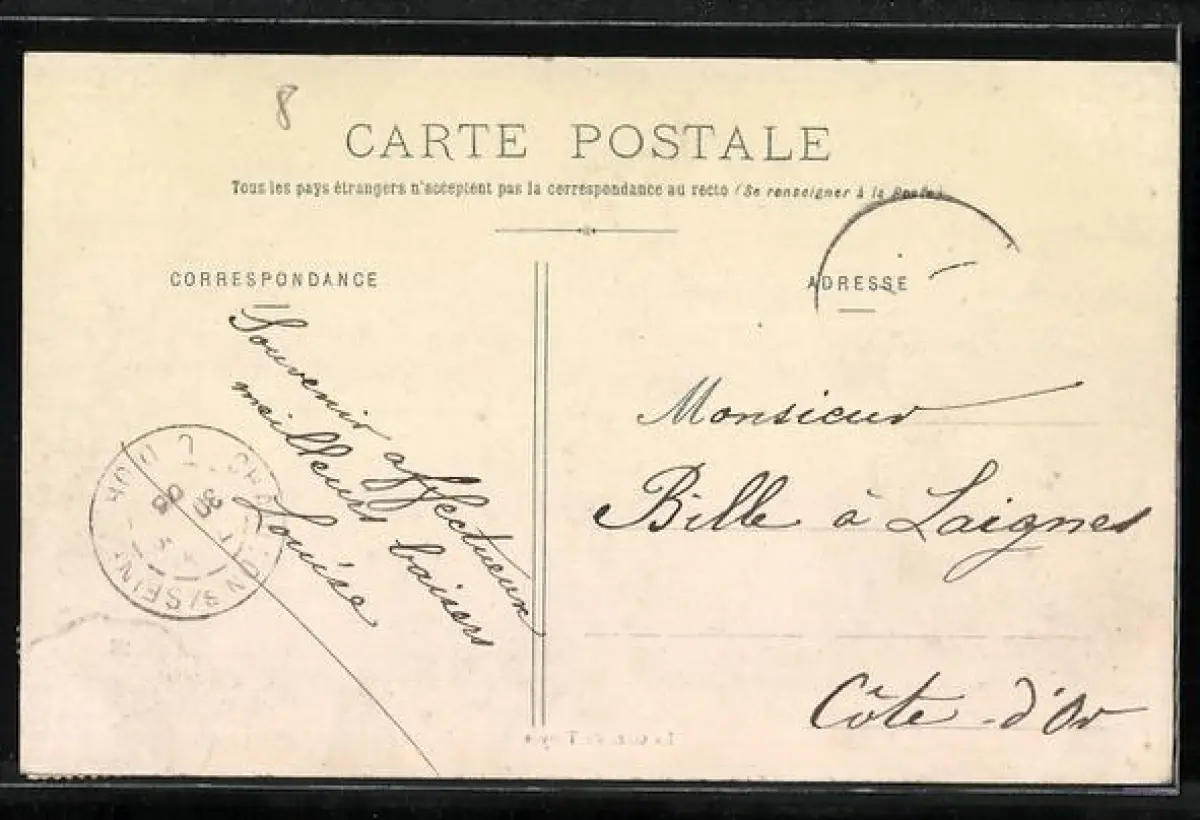 8
CARTE POSTALE
Tous les pays étrangers n'acceptent pas la correspondance au recto (Se renseigner à la Poste)
CORRESPONDANCE
Souvenir affectueux
meilleurs baisers
Louise
S/SEINE
ADRESSE
Monsieur
Bille à Laignes
Côte-d'Or